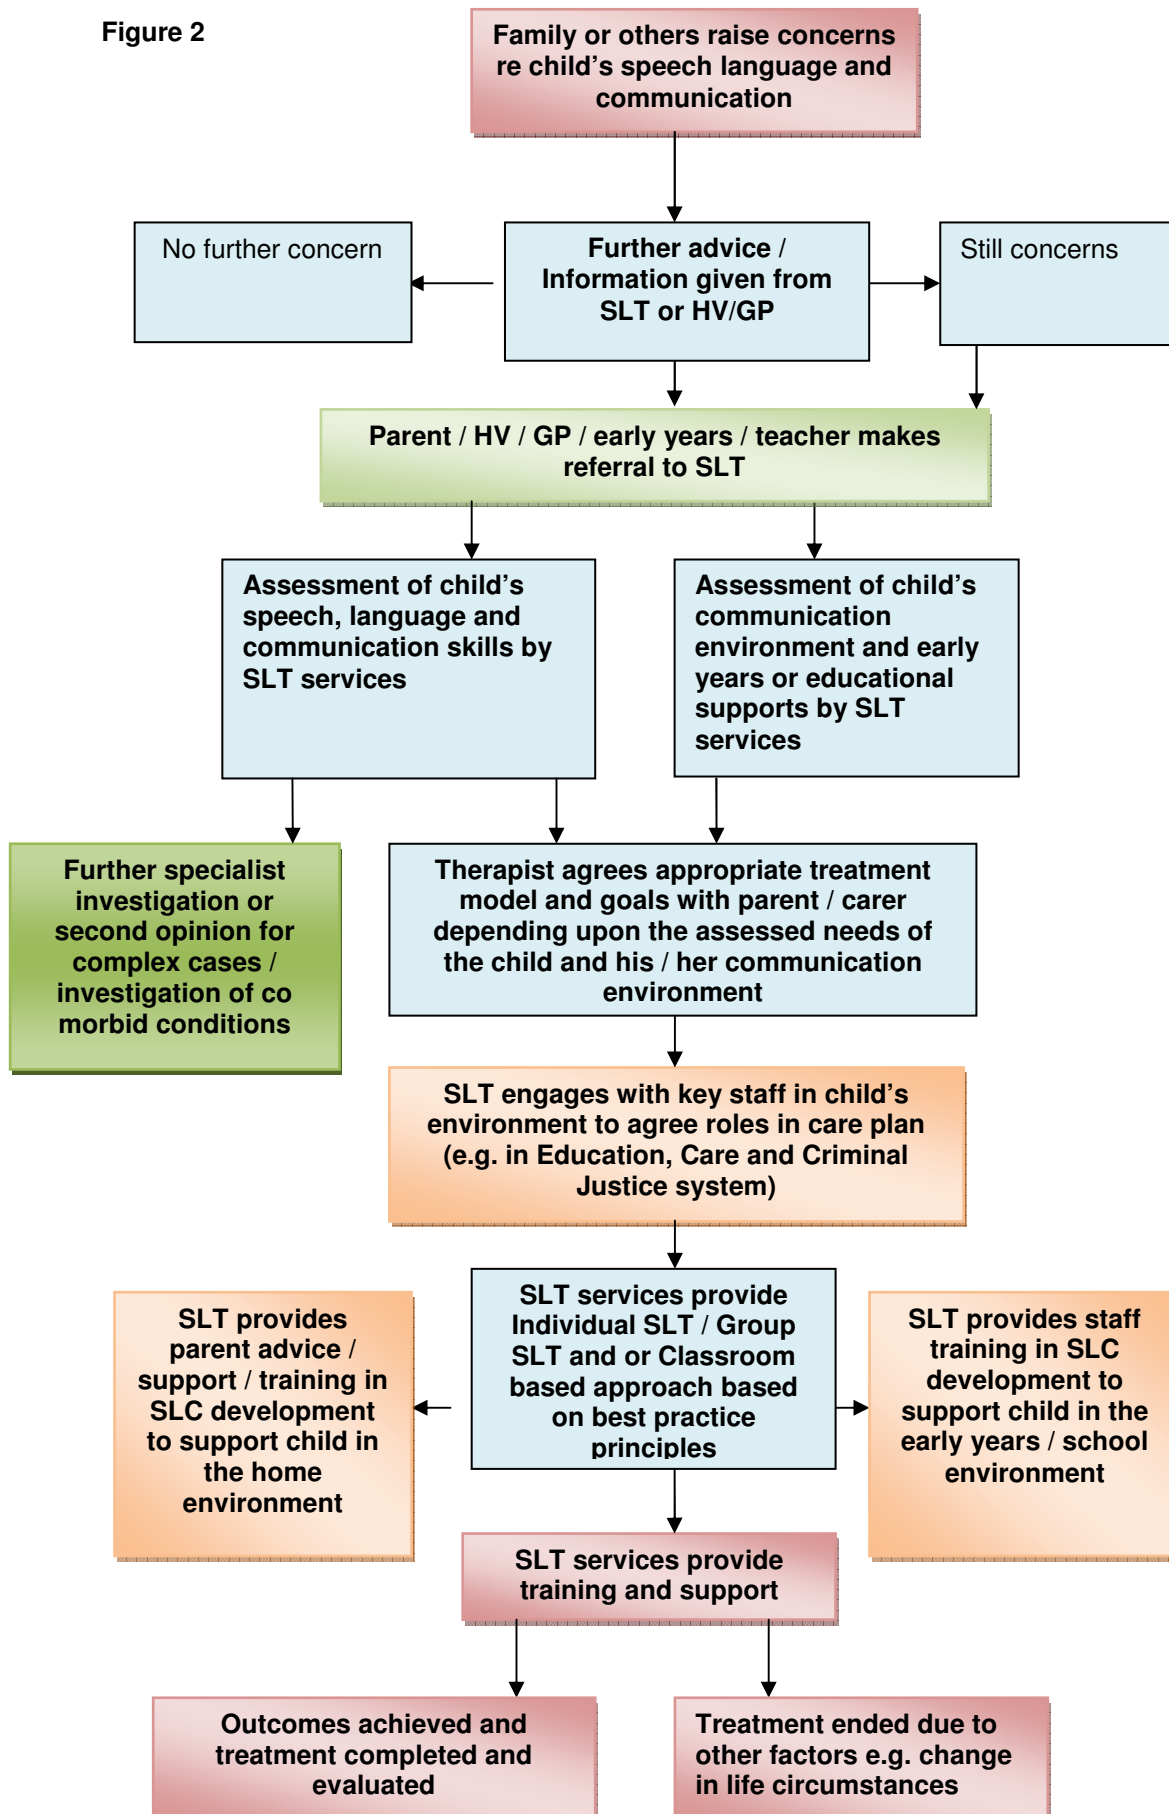 Figure 2
Family or others raise concerns
re child's speech language and
communication
No further concern
Further advice /
Information given from
SLT or HV/GP
Still concerns
Parent / HV / GP / early years / teacher makes
referral to SLT
Assessment of child's
speech, language and
communication skills by
SLT services
Assessment of child's
communication
environment and early
years or educational
supports by SLT
services
Further specialist
investigation or
second opinion for
complex cases /
investigation of co
morbid conditions
Therapist agrees appropriate treatment
model and goals with parent / carer
depending upon the assessed needs of
the child and his / her communication
environment
SLT engages with key staff in child's
environment to agree roles in care plan
(e.g. in Education, Care and Criminal
Justice system)
SLT provides
parent advice /
support / training in
SLC development
to support child in
the home
environment
SLT services provide
Individual SLT / Group
SLT and or Classroom
based approach based
on best practice
principles
SLT provides staff
training in SLC
development to
support child in the
early years / school
environment
SLT services provide
training and support
Outcomes achieved and
treatment completed and
evaluated
Treatment ended due to
other factors e.g. change
in life circumstances